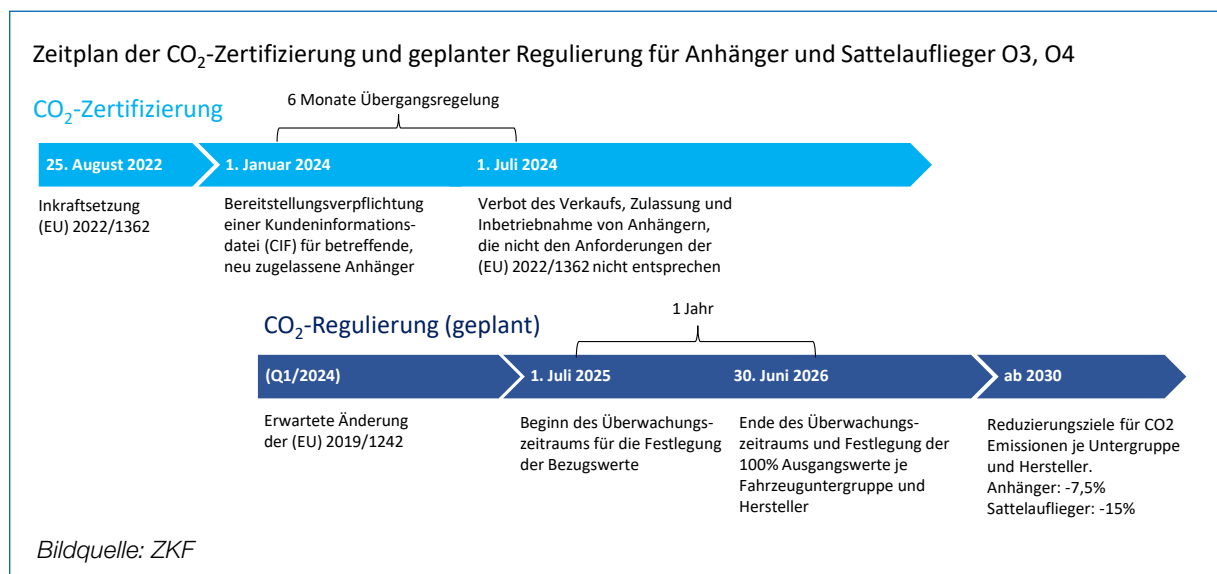 Zeitplan der CO₂-Zertifizierung und geplanter Regulierung für Anhänger und Sattelauflieger O3, O4
6 Monate Übergangsregelung
CO₂-Zertifizierung
25. August 2022
1. Januar 2024
1. Juli 2024
Inkraftsetzung
(EU) 2022/1362
Bereitstellungsverpflichtung
einer Kundeninformations-
datei (CIF) für betreffende,
neu zugelassene Anhänger
Verbot des Verkaufs, Zulassung und
Inbetriebnahme von Anhängern,
die nicht den Anforderungen der
(EU) 2022/1362 nicht entsprechen
1 Jahr
CO₂-Regulierung (geplant)
(Q1/2024)
1. Juli 2025
30. Juni 2026
ab 2030
Erwartete Änderung
der (EU) 2019/1242
Beginn des Überwachungs-
zeitraums für die Festlegung
der Bezugswerte
Ende des Überwachungs-
zeitraums und Festlegung der
100% Ausgangswerte je
Fahrzeuguntergruppe und
Hersteller
Reduzierungsziele für CO2
Emissionen je Untergruppe
und Hersteller.
Anhänger: -7,5%
Sattelauflieger: -15%
Bildquelle: ZKF